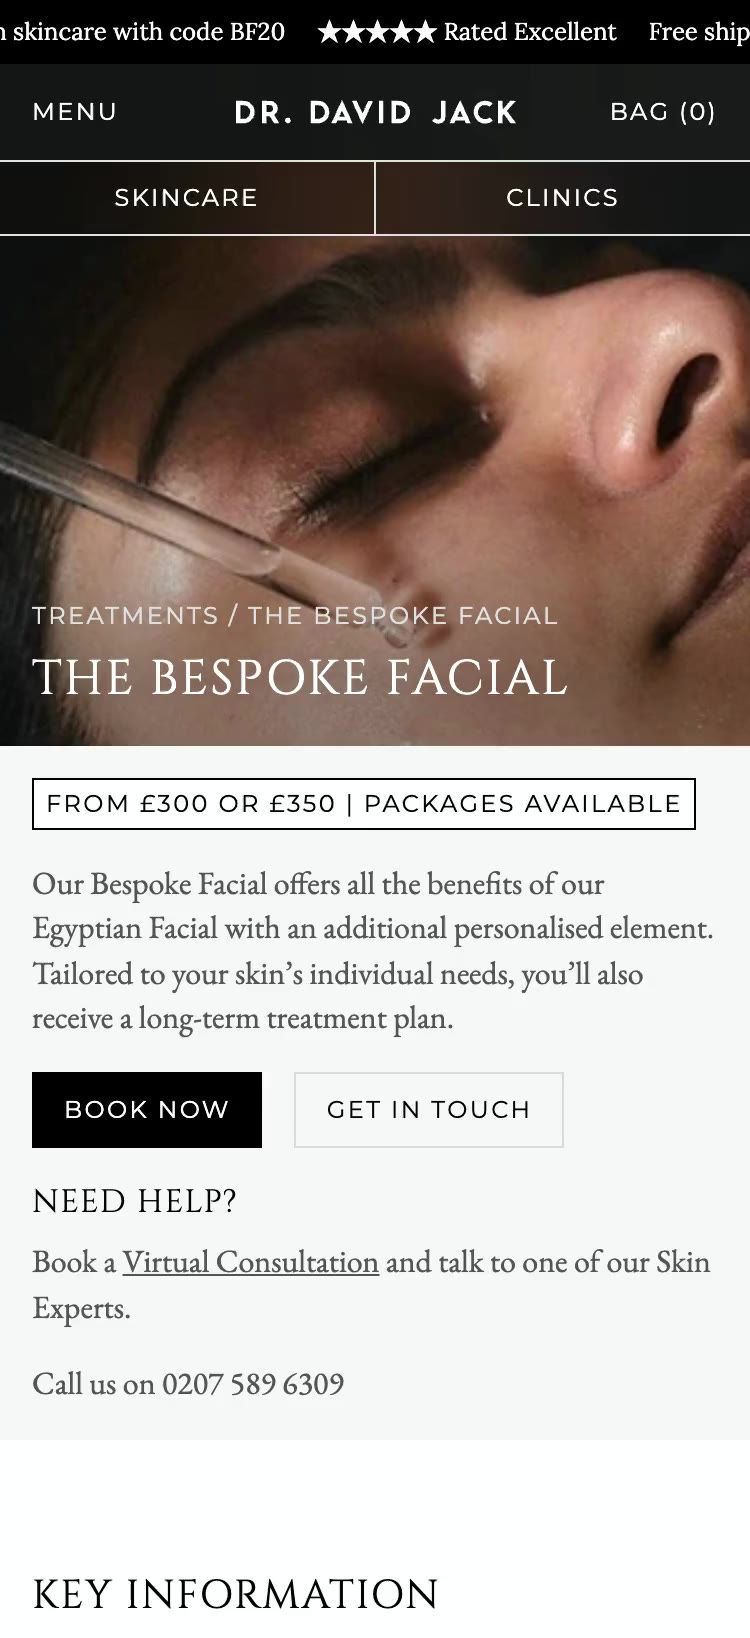 skincare with code BF20 ★★★★★ Rated Excellent Free ship
MENU DR. DAVID JACK BAG (0)
SKINCARE CLINICS
TREATMENTS / THE BESPOKE FACIAL
THE BESPOKE FACIAL
FROM £300 OR £350 | PACKAGES AVAILABLE
Our Bespoke Facial offers all the benefits of our
Egyptian Facial with an additional personalised element.
Tailored to your skin’s individual needs, you’ll also
receive a long-term treatment plan.
BOOK NOW GET IN TOUCH
NEED HELP?
Book a Virtual Consultation and talk to one of our Skin
Experts.
Call us on 0207 589 6309
KEY INFORMATION